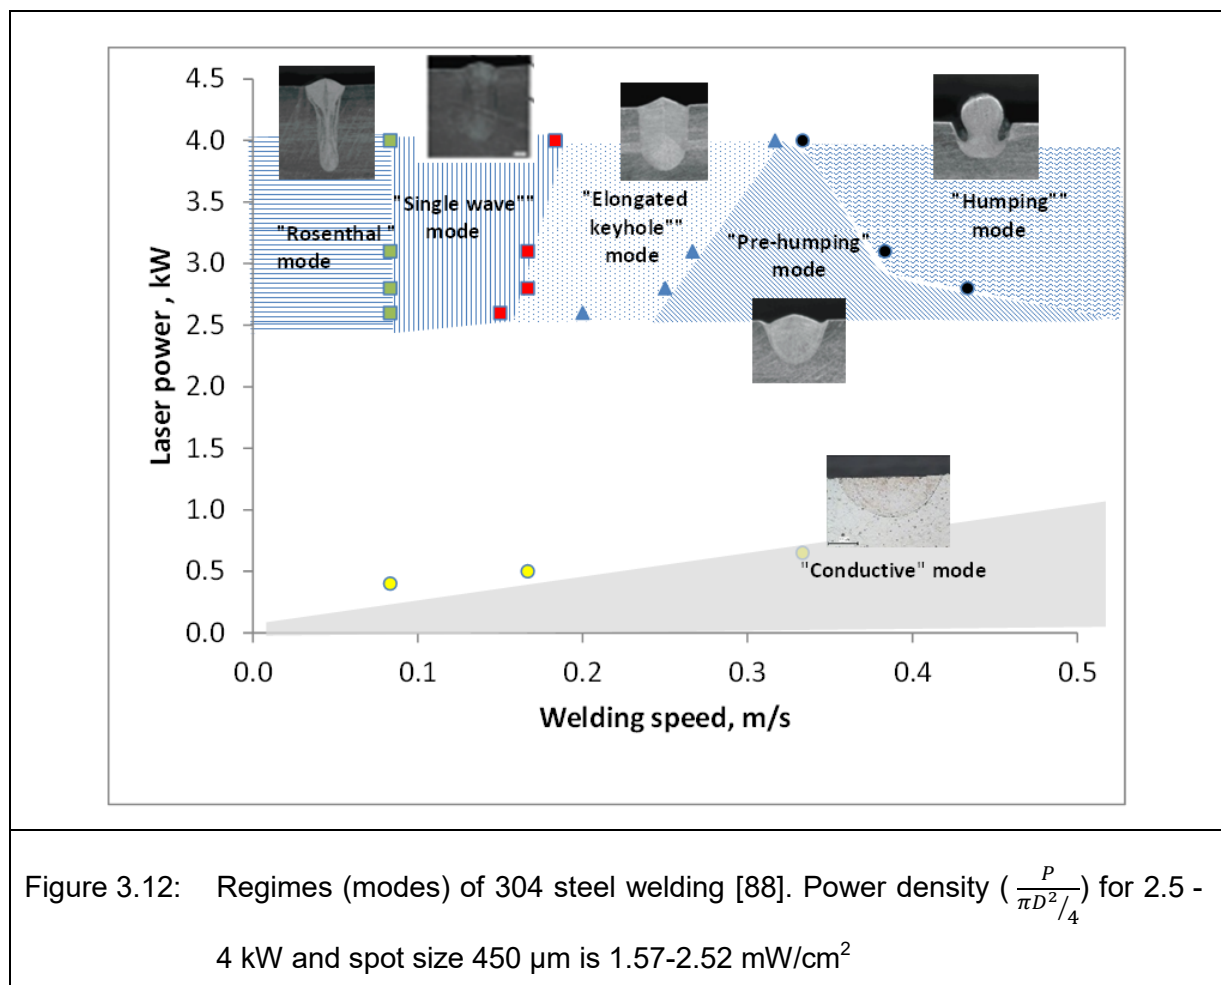 4.5
4.0
3.5
3.0
2.5
2.0
1.5
1.0
0.5
0.0
Laser power , kW
"Rosenthal "
mode
"Single wave""
mode
"Elongated
keyhole""
mode
"Pre-humping"
mode
"Humping""
mode
"Conductive" mode
0.0 0.1 0.2 0.3 0.4 0.5
Welding speed, m/s
Figure 3.12: Regimes (modes) of 304 steel welding [88]. Power density ( P / πD²/4 ) for 2.5 -
4 kW and spot size 450 µm is 1.57-2.52 mW/cm²